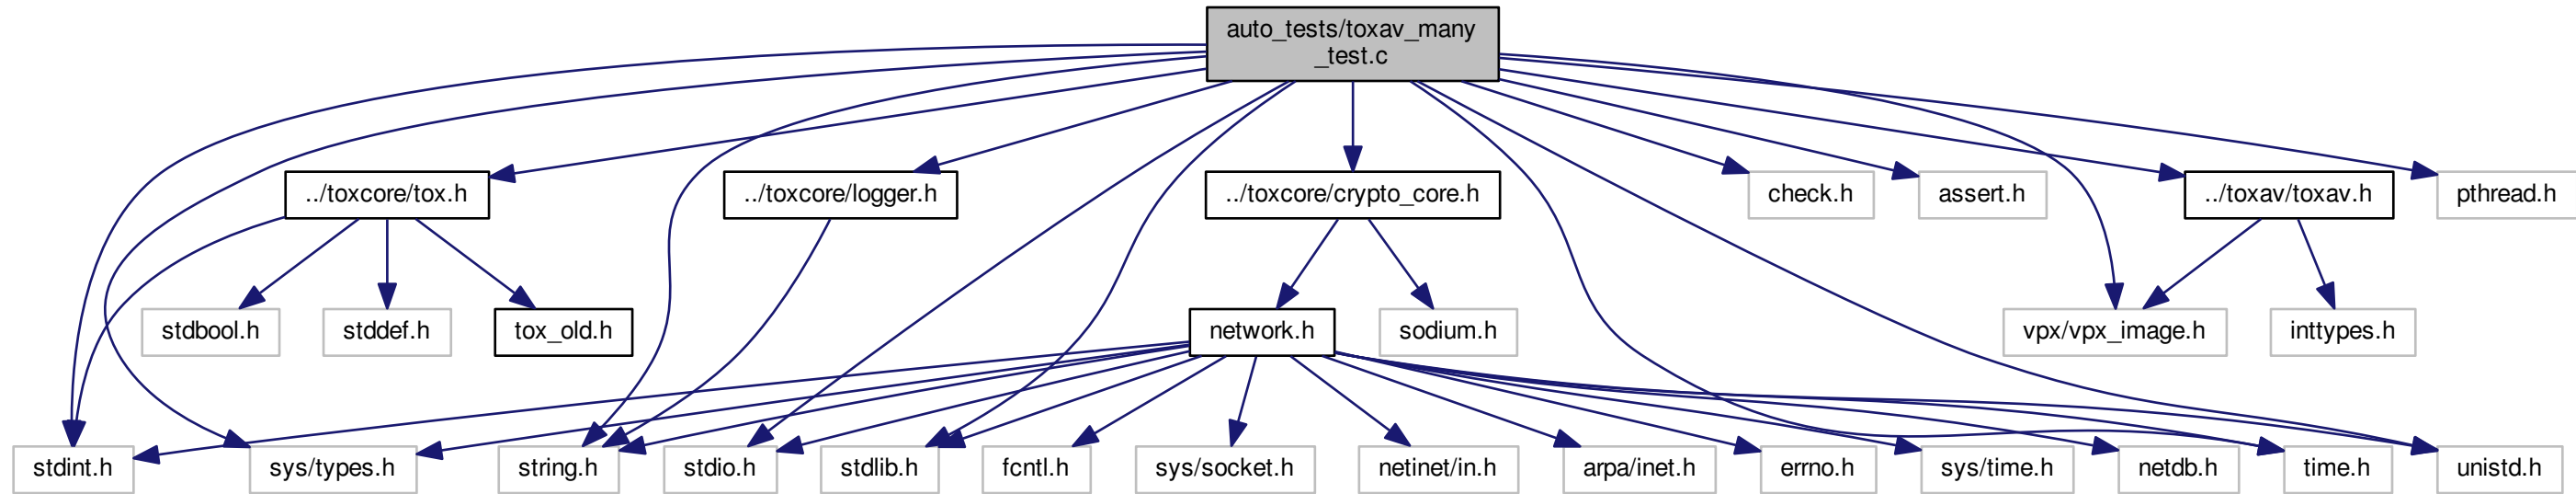 auto_tests/toxav_many
_test.c
../toxcore/tox.h
../toxcore/logger.h
../toxcore/crypto_core.h
check.h
assert.h
../toxav/toxav.h
pthread.h
stdbool.h
stddef.h
tox_old.h
network.h
sodium.h
vpx/vpx_image.h
inttypes.h
stdint.h
sys/types.h
string.h
stdio.h
stdlib.h
fcntl.h
sys/socket.h
netinet/in.h
arpa/inet.h
errno.h
sys/time.h
netdb.h
time.h
unistd.h